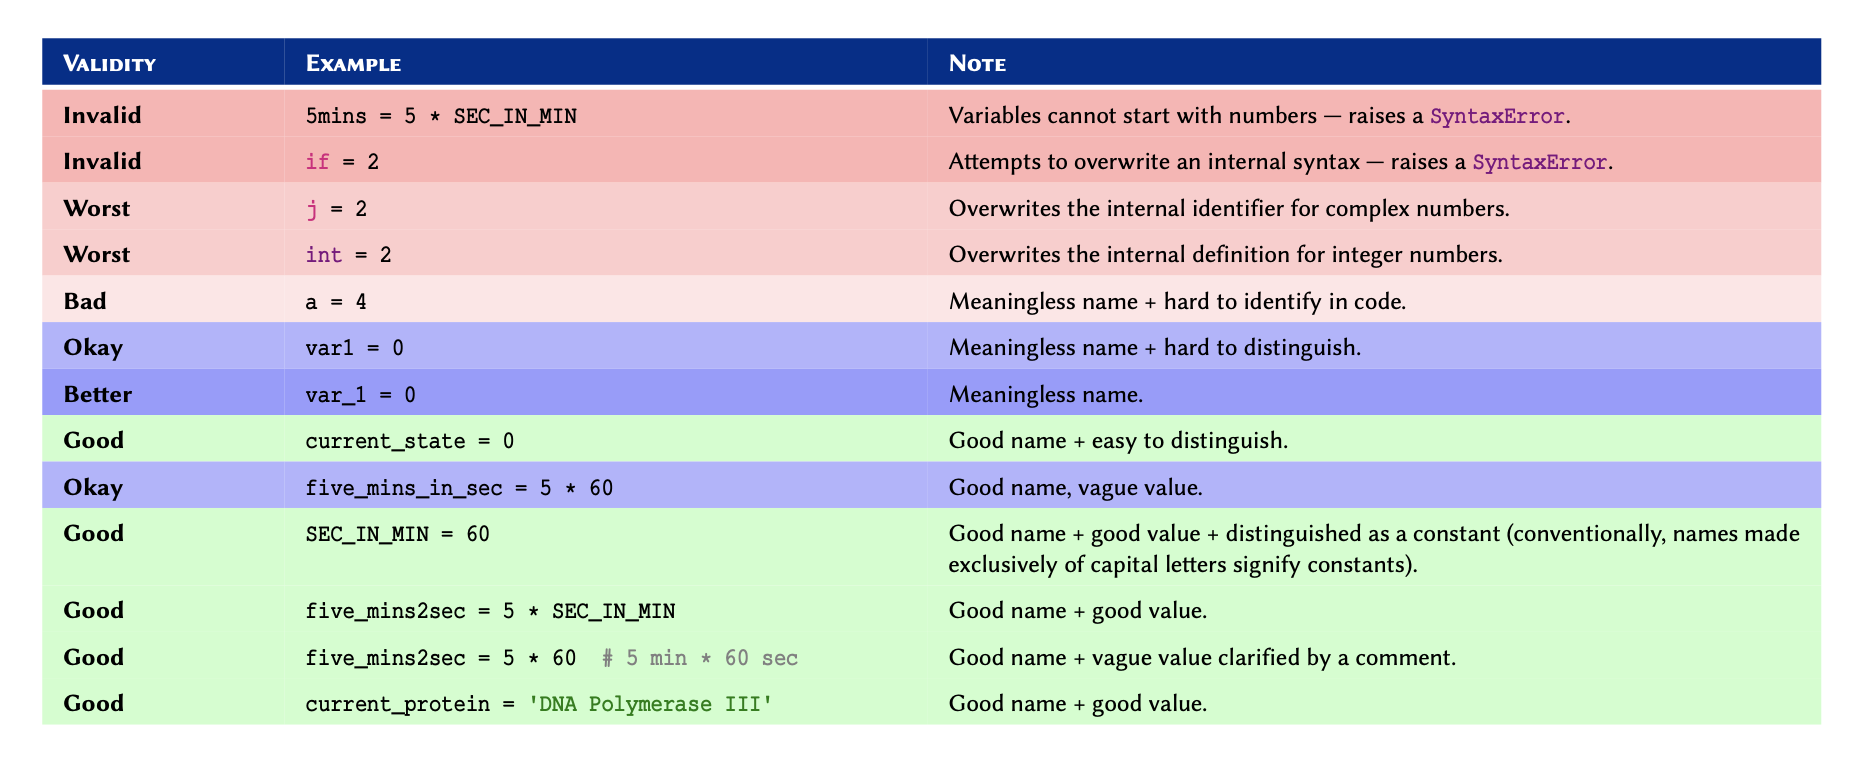 VALIDITY EXAMPLE NOTE
Invalid 5mins = 5 * SEC_IN_MIN Variables cannot start with numbers — raises a SyntaxError.
Invalid if = 2 Attempts to overwrite an internal syntax — raises a SyntaxError.
Worst j = 2 Overwrites the internal identifier for complex numbers.
Worst int = 2 Overwrites the internal definition for integer numbers.
Bad a = 4 Meaningless name + hard to identify in code.
Okay var1 = 0 Meaningless name + hard to distinguish.
Better var_1 = 0 Meaningless name.
Good current_state = 0 Good name + easy to distinguish.
Okay five_mins_in_sec = 5 * 60 Good name, vague value.
Good SEC_IN_MIN = 60 Good name + good value + distinguished as a constant (conventionally, names made
exclusively of capital letters signify constants).
Good five_mins2sec = 5 * SEC_IN_MIN Good name + good value.
Good five_mins2sec = 5 * 60 # 5 min * 60 sec Good name + vague value clarified by a comment.
Good current_protein = 'DNA Polymerase III' Good name + good value.